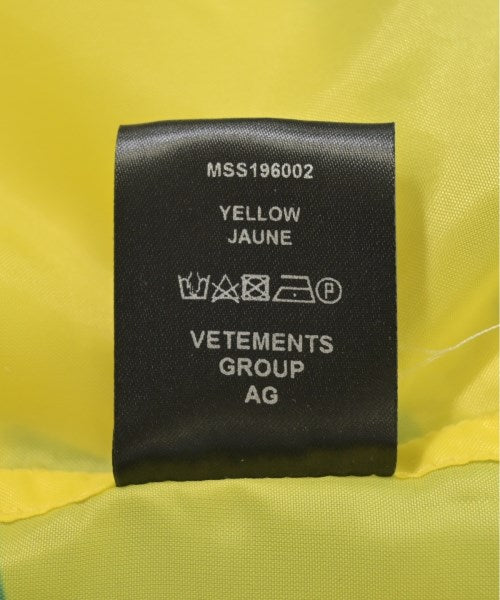 MSS196002
YELLOW
JAUNE
P
VETEMENTS
GROUP
AG